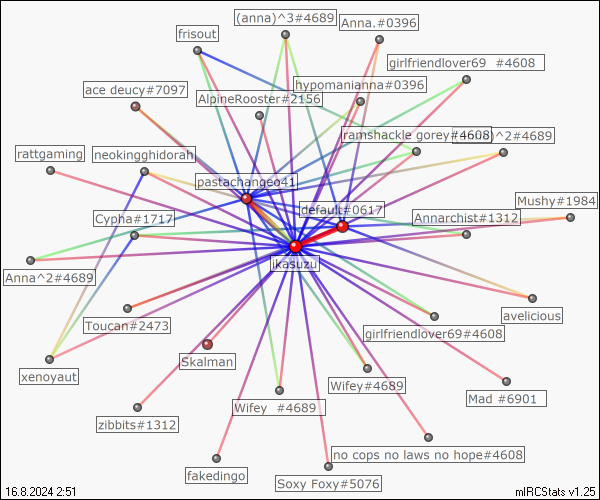 (anna)^3#4689
Anna.#0396
frisout
girlfriendlover69 #4608
hypomanianna#0396
ace deucy#7097
AlpineRooster#2156
ramshackle gorey#4608
)^2#4689
rattgaming
neokingghidorah
pastachangeo41
Mushy#1984
default#0617
Cypha#1717
Annarchist#1312
ikasuzu
Anna^2#4689
avelicious
Toucan#2473
girlfriendlover69#4608
Skalman
xenoyaut
Wifey#4689
Mad #6901
Wifey #4689
zibbits#1312
no cops no laws no hope#4608
fakedingo
Soxy Foxy#5076
16.8.2024 2:51
mIRCStats v1.25